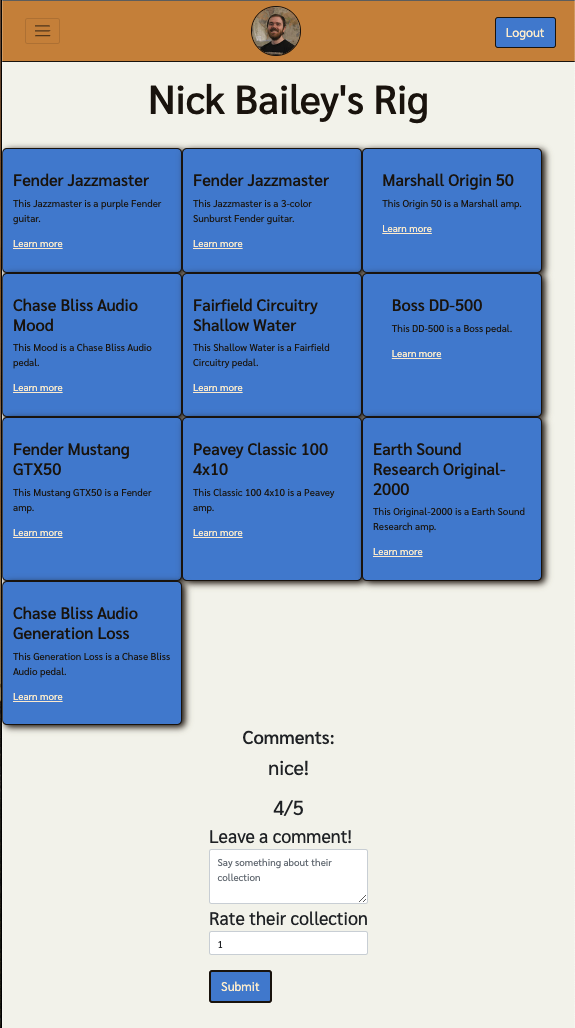 Logout
Nick Bailey's Rig
Fender Jazzmaster
This Jazzmaster is a purple Fender
guitar.
Learn more
Fender Jazzmaster
This Jazzmaster is a 3-color
Sunburst Fender guitar.
Learn more
Marshall Origin 50
This Origin 50 is a Marshall amp.
Learn more
Chase Bliss Audio
Mood
This Mood is a Chase Bliss Audio
pedal.
Learn more
Fairfield Circuitry
Shallow Water
This Shallow Water is a Fairfield
Circuitry pedal.
Learn more
Boss DD-500
This DD-500 is a Boss pedal.
Learn more
Fender Mustang
GTX50
This Mustang GTX50 is a Fender
amp.
Learn more
Peavey Classic 100
4x10
This Classic 100 4x10 is a Peavey
amp.
Learn more
Earth Sound
Research Original-
2000
This Original-2000 is a Earth Sound
Research amp.
Learn more
Chase Bliss Audio
Generation Loss
This Generation Loss is a Chase Bliss
Audio pedal.
Learn more
Comments:
nice!
4/5
Leave a comment!
Say something about their
collection
Rate their collection
1
Submit